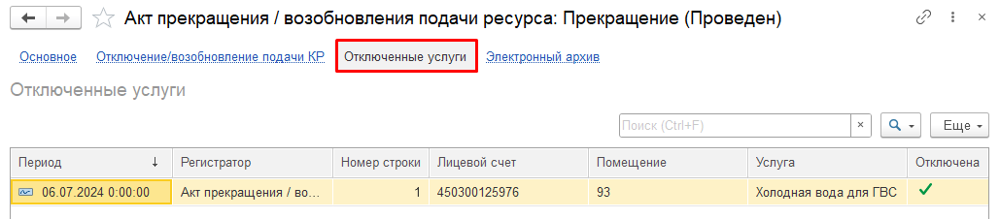 Акт прекращения / возобновления подачи ресурса: Прекращение (Проведен)
Основное Отключение/возобновление подачи КР Отключенные услуги Электронный архив
Отключенные услуги
Поиск (Ctrl+F) × Еще
Период ↓ Регистратор Номер строки Лицевой счет Помещение Услуга Отключена
06.07.2024 0:00:00 Акт прекращения / во... 1 450300125976 93 Холодная вода для ГВС